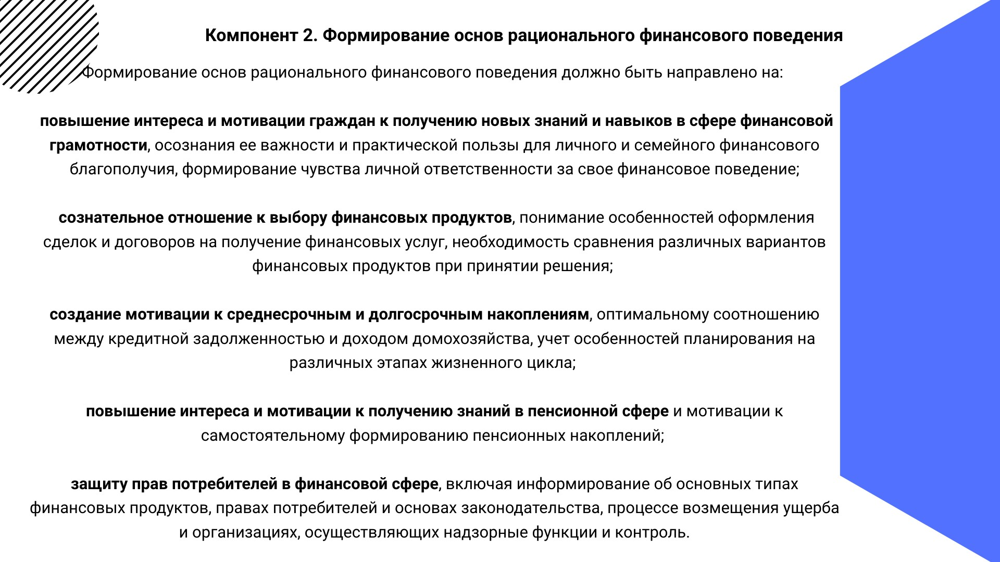 Компонент 2. Формирование основ рационального финансового поведения
Формирование основ рационального финансового поведения должно быть направлено на:
повышение интереса и мотивации граждан к получению новых знаний и навыков в сфере финансовой
грамотности, осознания ее важности и практической пользы для личного и семейного финансового
благополучия, формирование чувства личной ответственности за свое финансовое поведение;
сознательное отношение к выбору финансовых продуктов, понимание особенностей оформления
сделок и договоров на получение финансовых услуг, необходимость сравнения различных вариантов
финансовых продуктов при принятии решения;
создание мотивации к среднесрочным и долгосрочным накоплениям, оптимальному соотношению
между кредитной задолженностью и доходом домохозяйства, учет особенностей планирования на
различных этапах жизненного цикла;
повышение интереса и мотивации к получению знаний в пенсионной сфере и мотивации к
самостоятельному формированию пенсионных накоплений;
защиту прав потребителей в финансовой сфере, включая информирование об основных типах
финансовых продуктов, правах потребителей и основах законодательства, процессе возмещения ущерба
и организациях, осуществляющих надзорные функции и контроль.